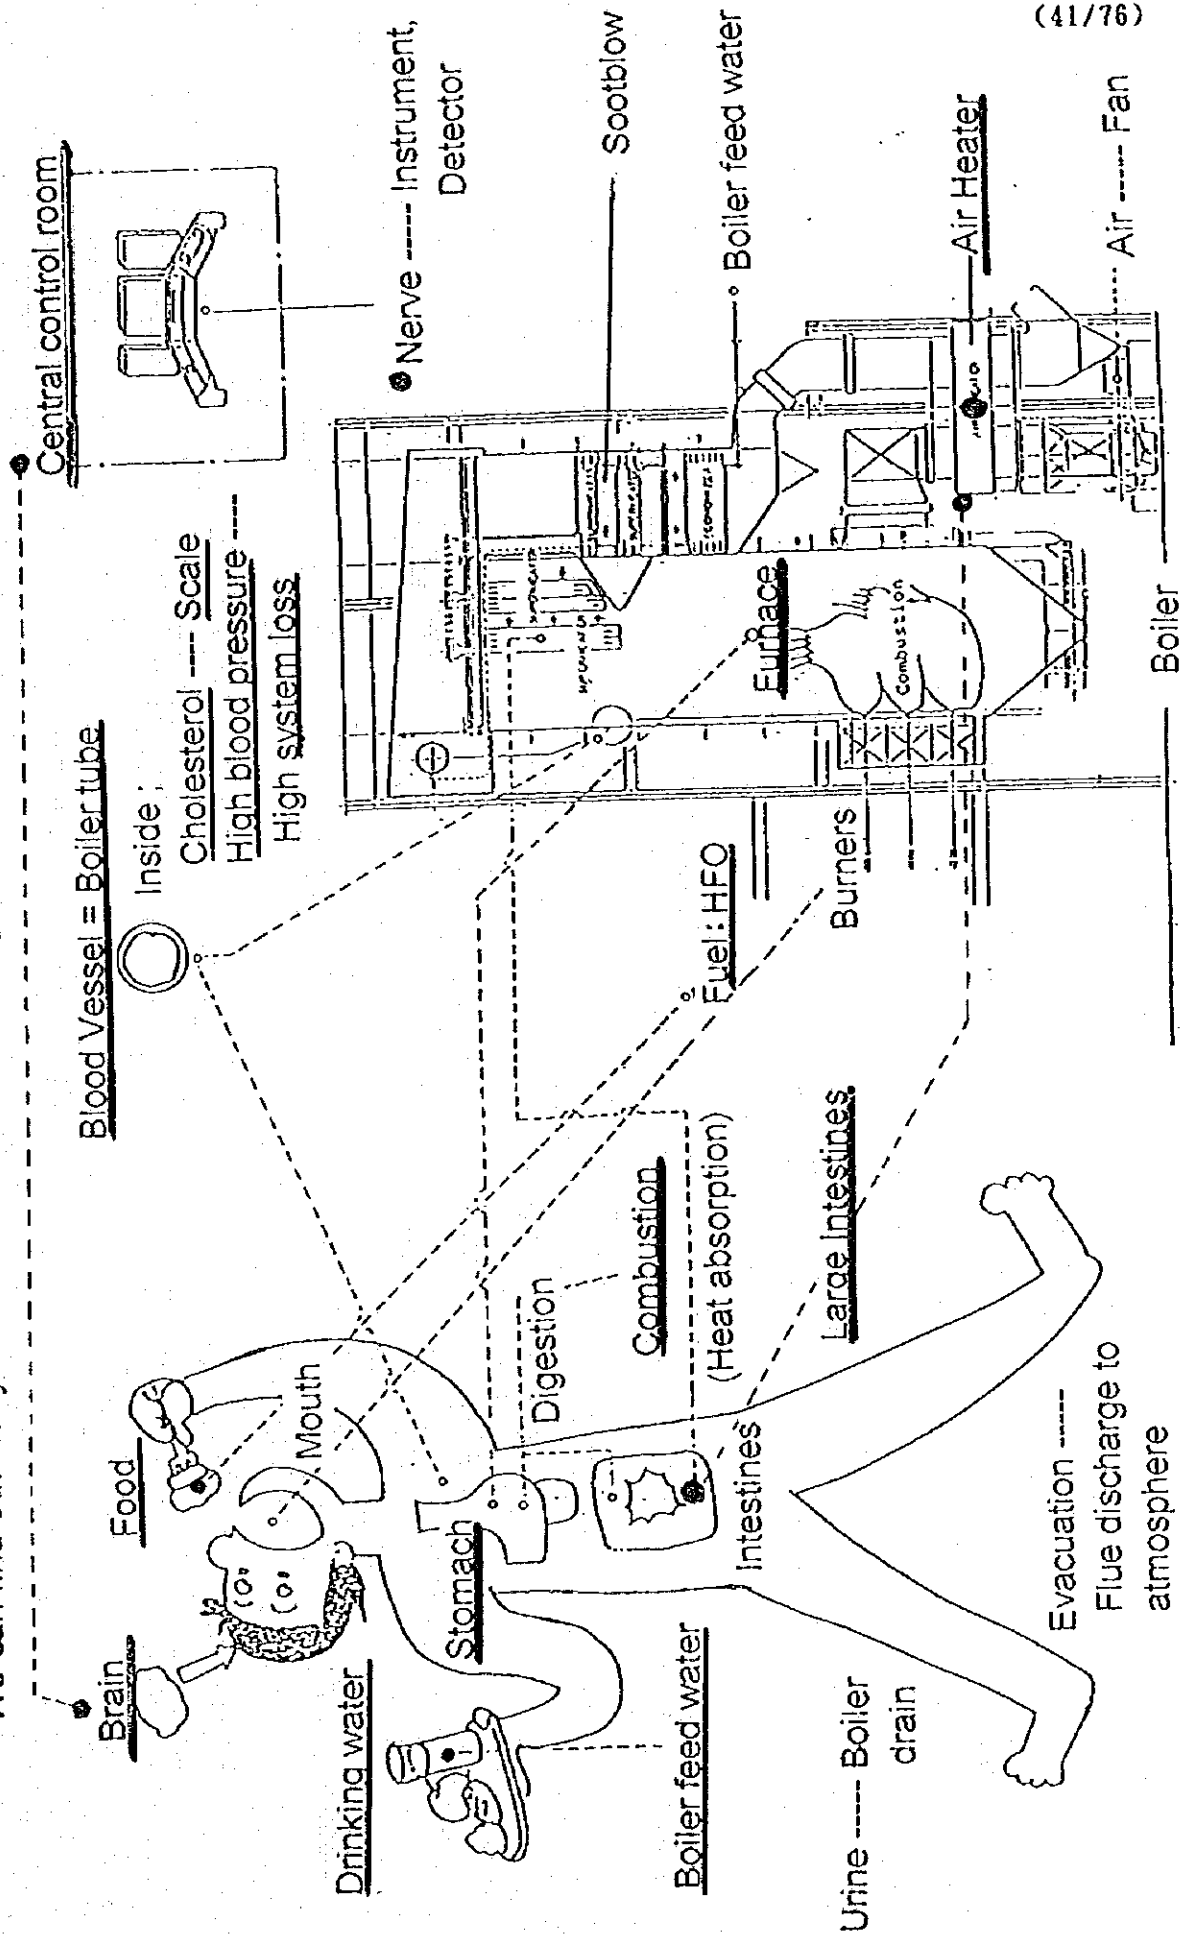 (41/76)
Central control room
Brain
Food
Mouth
Drinking water
Stomach
Digestion
Combustion
(Heat absorption)
Intestines
Large Intestines
Boiler feed water
Urine ----- Boiler
drain
Evacuation -----
Flue discharge to
atmosphere
Blood Vessel = Boiler tube
Inside :
Cholesterol ---- Scale
High blood pressure ----
High system loss
Nerve ----- Instrument,
Detector
Sootblow
Boiler feed water
Furnace
Combustion
Fuel : HFO
Burners
Air Heater
Air ----- Fan
Boiler